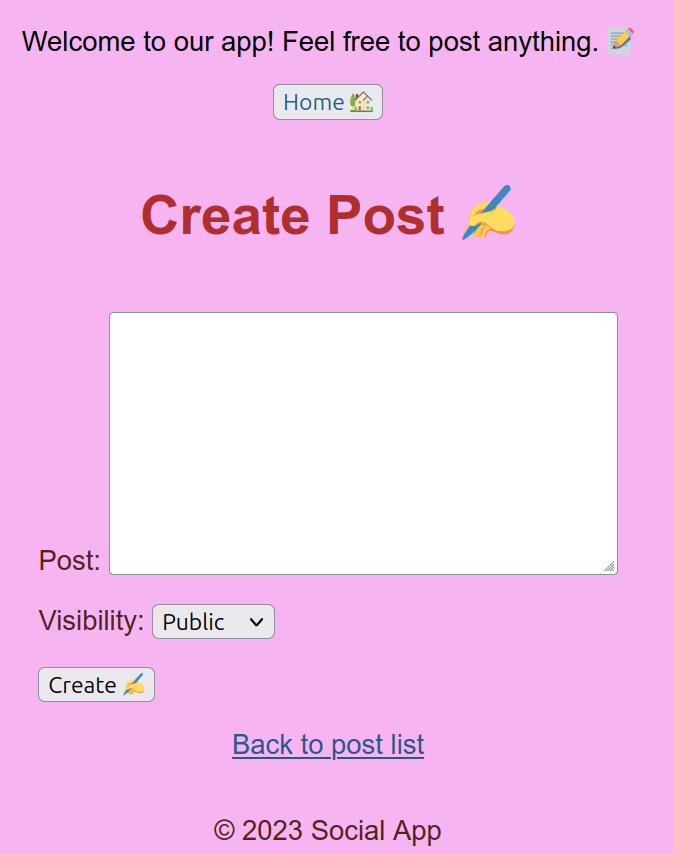 Welcome to our app! Feel free to post anything. 📝
Home 🏡
Create Post ✍️
Post:
Visibility: Public
Create ✍️
Back to post list
© 2023 Social App